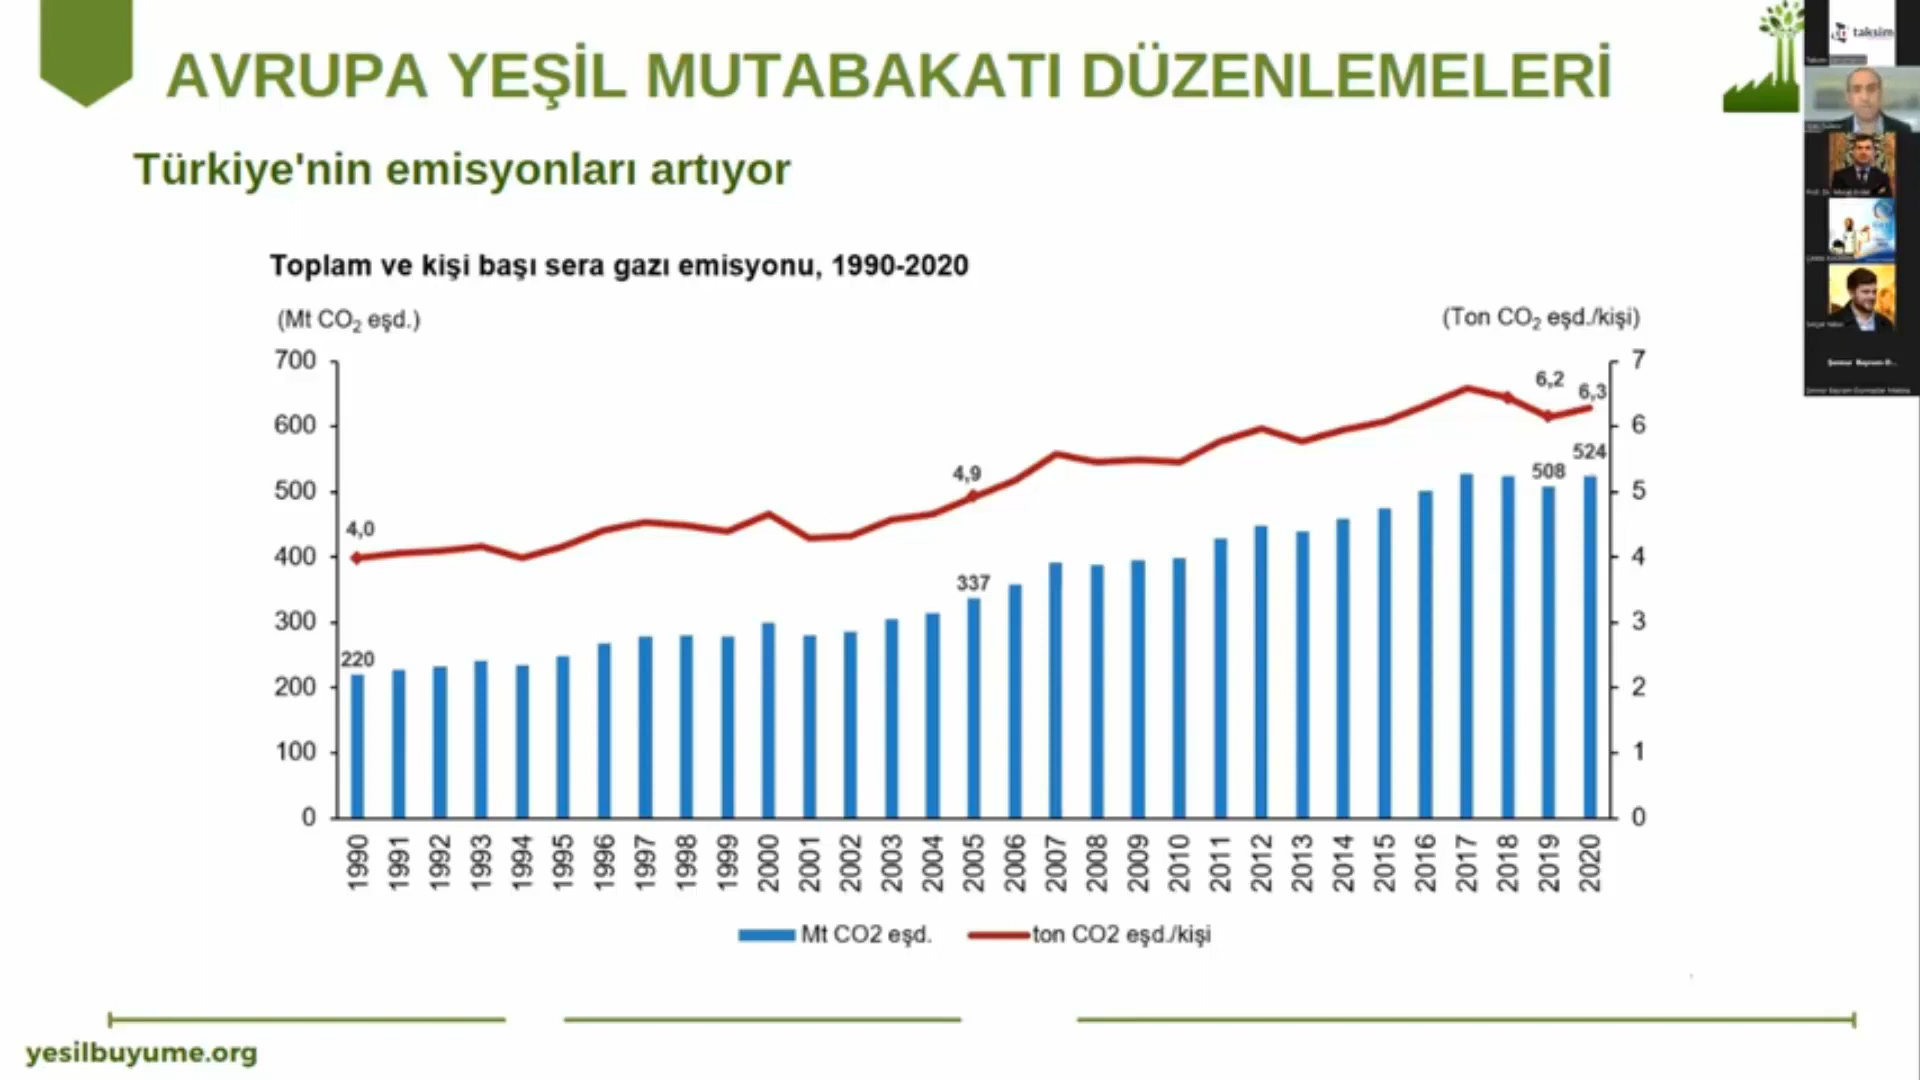 AVRUPA YEŞİL MUTABAKATI DÜZENLEMELERİ
Türkiye'nin emisyonları artıyor
Toplam ve kişi başı sera gazı emisyonu, 1990-2020
(Mt CO₂ eşd.)
(Ton CO₂ eşd./kişi)
700
600
500
400
300
200
100
0
7
6
5
4
3
2
1
0
4,0
4,9
6,2
6,3
220
337
508
524
1990 1991 1992 1993 1994 1995 1996 1997 1998 1999 2000 2001 2002 2003 2004 2005 2006 2007 2008 2009 2010 2011 2012 2013 2014 2015 2016 2017 2018 2019 2020
Mt CO2 eşd.
ton CO2 eşd./kişi
yesilbuyume.org
taksim